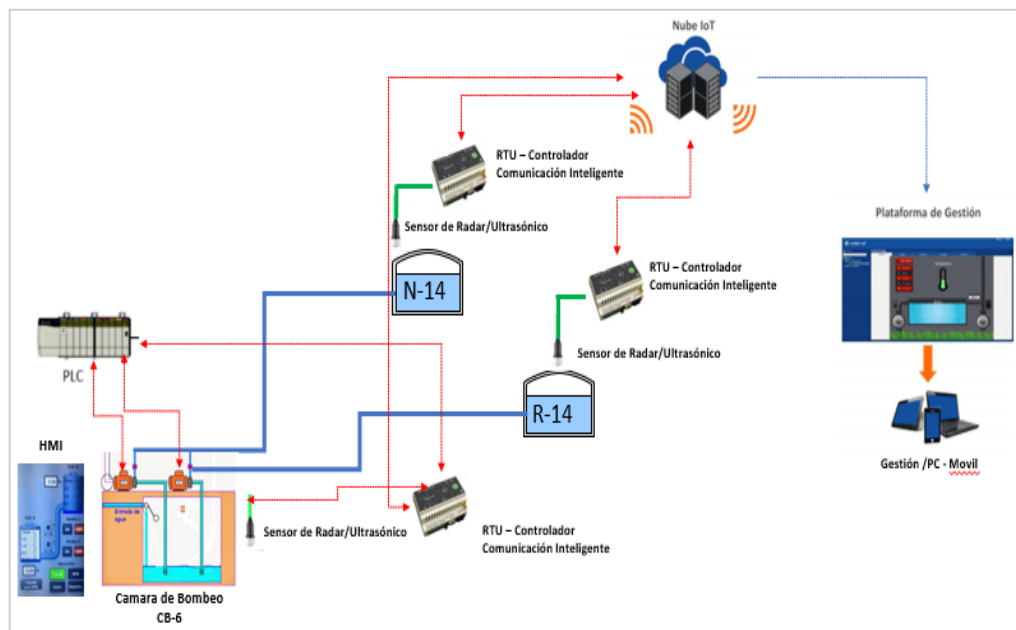 Nube IoT
RTU – Controlador
Comunicación Inteligente
Sensor de Radar/Ultrasónico
N-14
Plataforma de Gestión
RTU – Controlador
Comunicación Inteligente
Sensor de Radar/Ultrasónico
R-14
PLC
HMI
Gestión /PC - Movil
Entrada de
agua
Sensor de Radar/Ultrasónico
RTU – Controlador
Comunicación Inteligente
Camara de Bombeo
CB-6